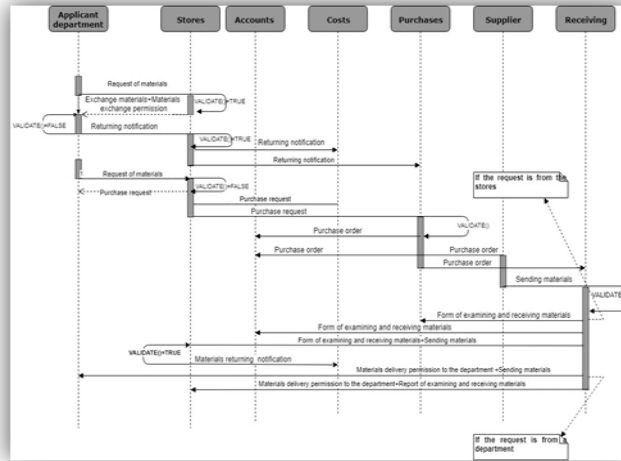 Applicant
department
Stores
Accounts
Costs
Purchases
Supplier
Receiving
Request of materials
VALIDATE()=TRUE
Exchange materials+Materials
exchange permission
VALIDATE()=FALSE
Returning notification
VALIDATE()=TRUE
Returning notification
Returning notification
Request of materials
VALIDATE()=FALSE
Purchase request
If the request is from the
stores
Purchase request
Purchase request
VALIDATE()
Purchase order
Purchase order
Purchase order
Purchase order
Sending materials
VALIDATE
Form of examining and receiving materials
Form of examining and receiving materials
Form of examining and receiving materials+Sending materials
VALIDATE()=TRUE
Materials returning notification
Materials delivery permission to the department +Sending materials
Materials delivery permission to the department+Report of examining and receiving materials
If the request is from a
department